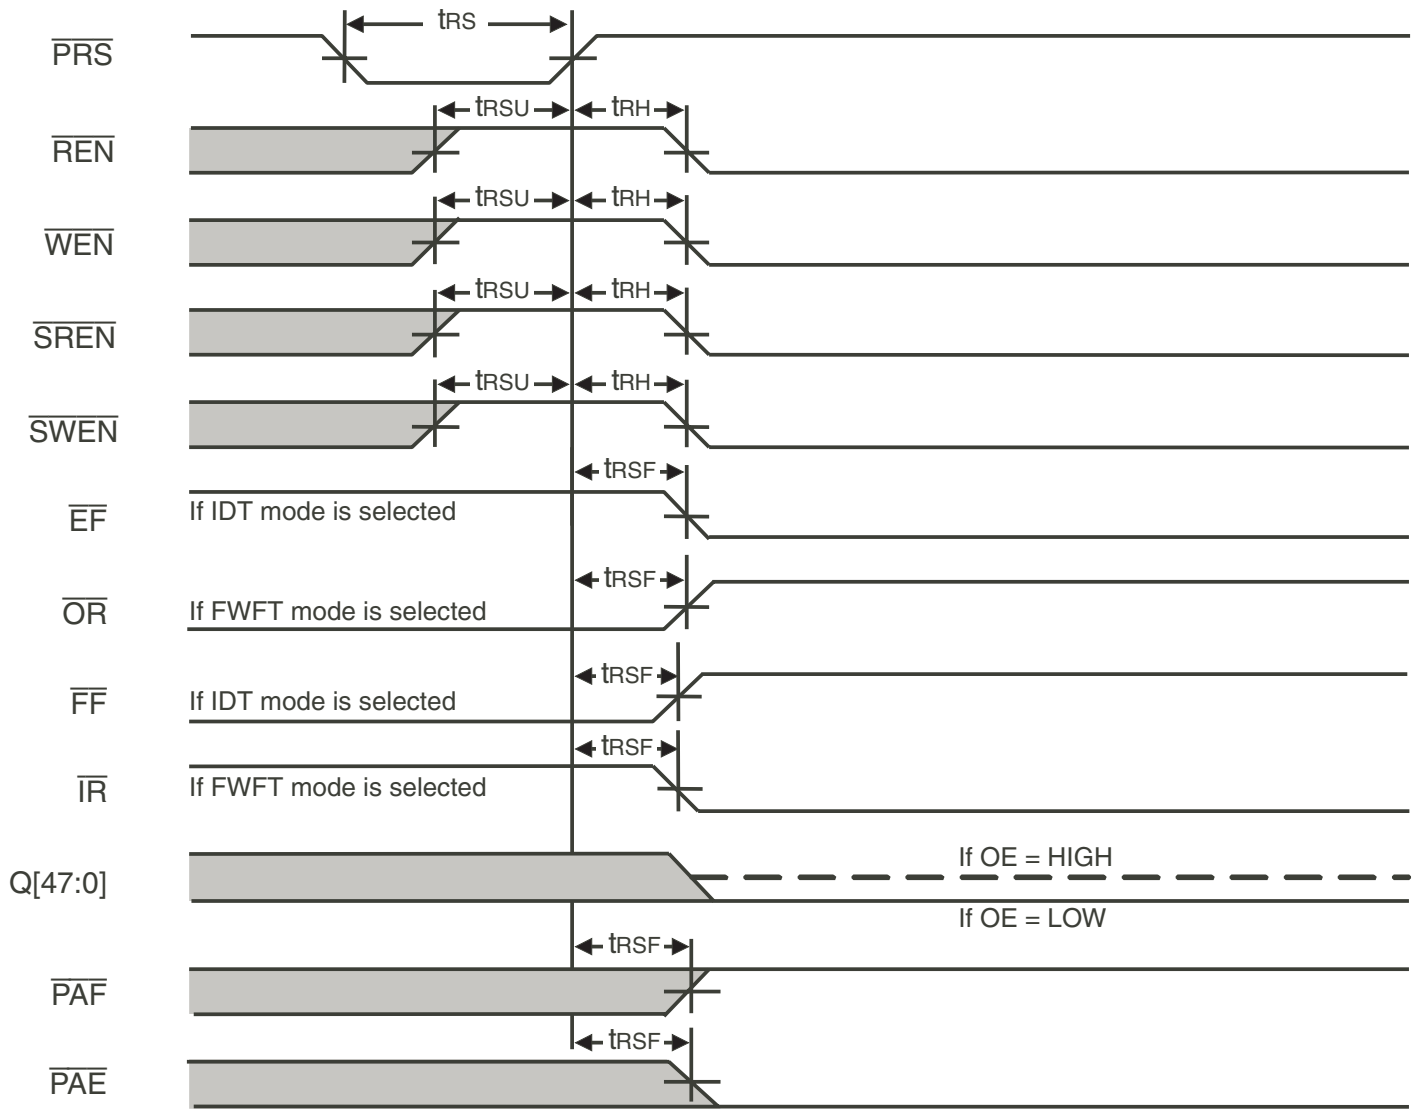 tRS
PRS
tRSU tRH
REN
tRSU tRH
WEN
tRSU tRH
SREN
tRSU tRH
SWEN
tRSF
EF If IDT mode is selected
tRSF
OR If FWFT mode is selected
tRSF
FF If IDT mode is selected
tRSF
IR If FWFT mode is selected
If OE = HIGH
Q[47:0]
If OE = LOW
tRSF
PAF
tRSF
PAE